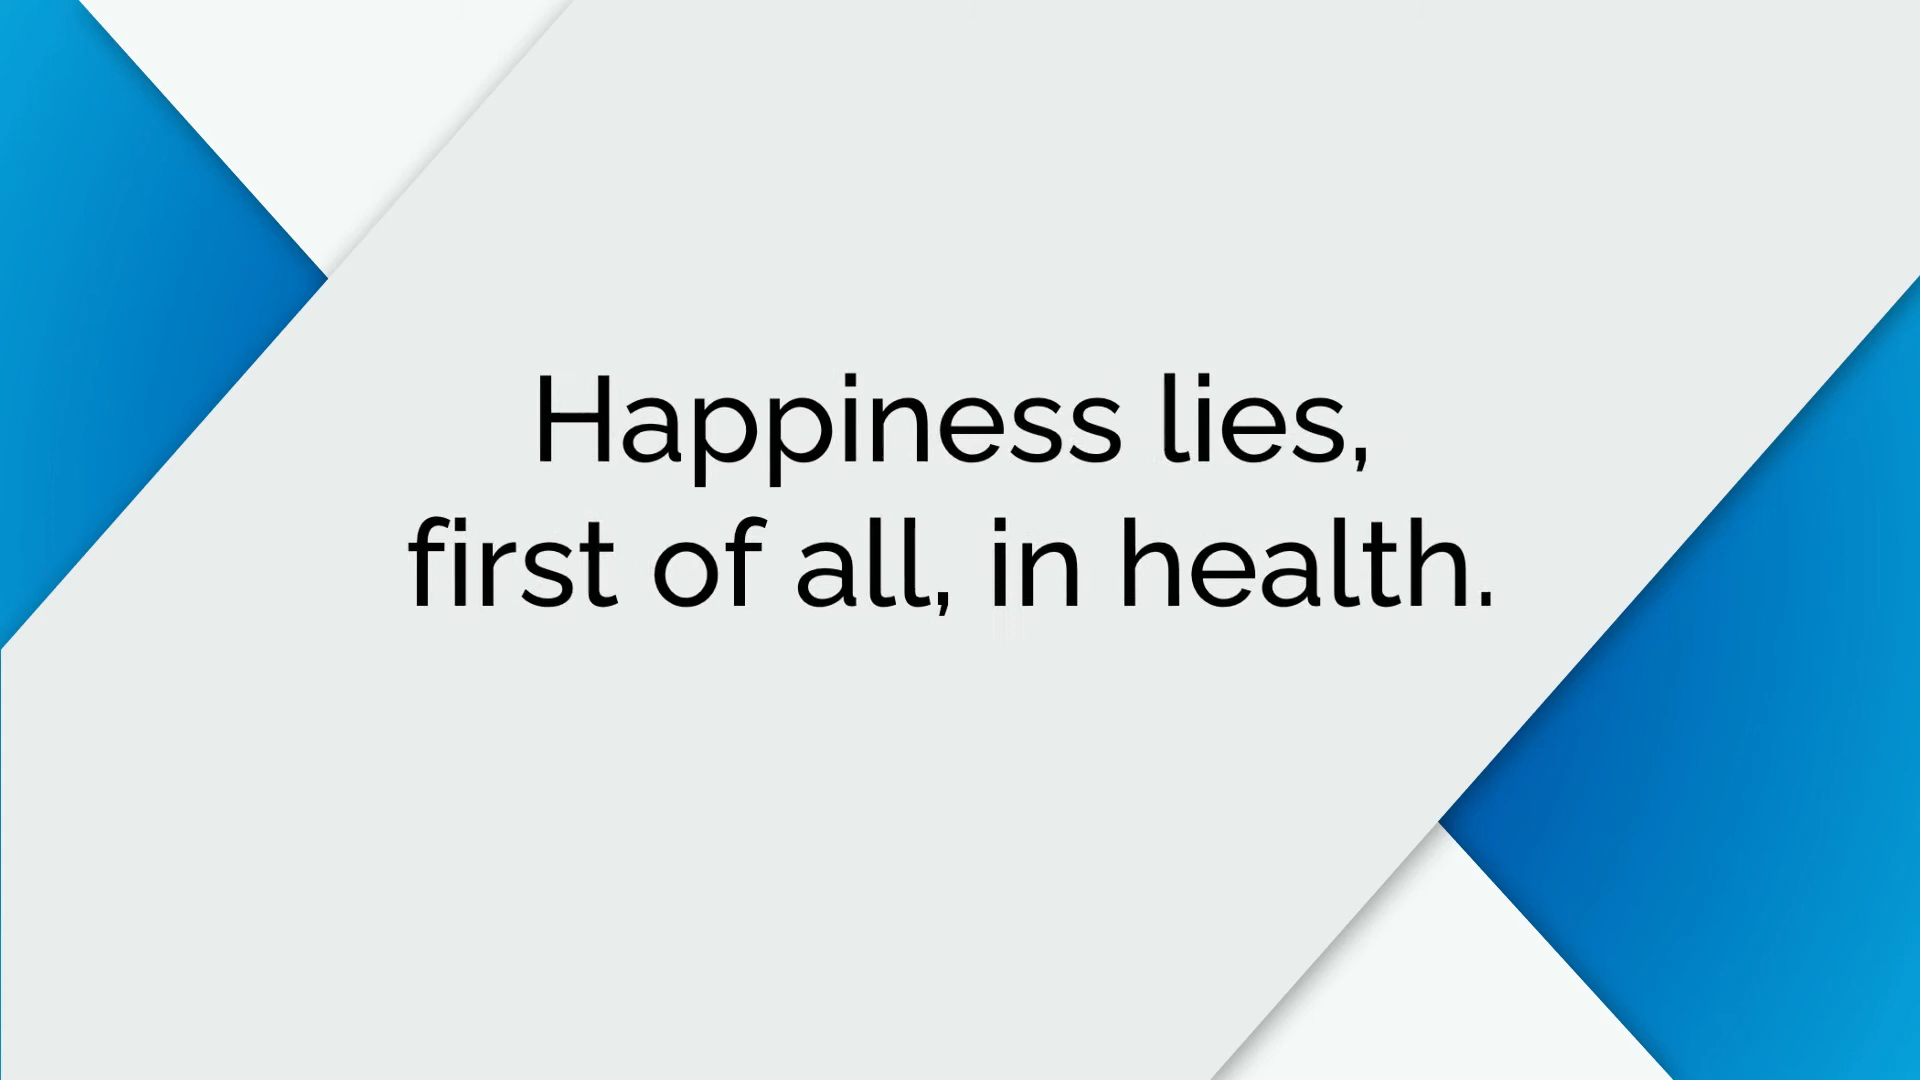 Happiness lies,
first of all, in health.